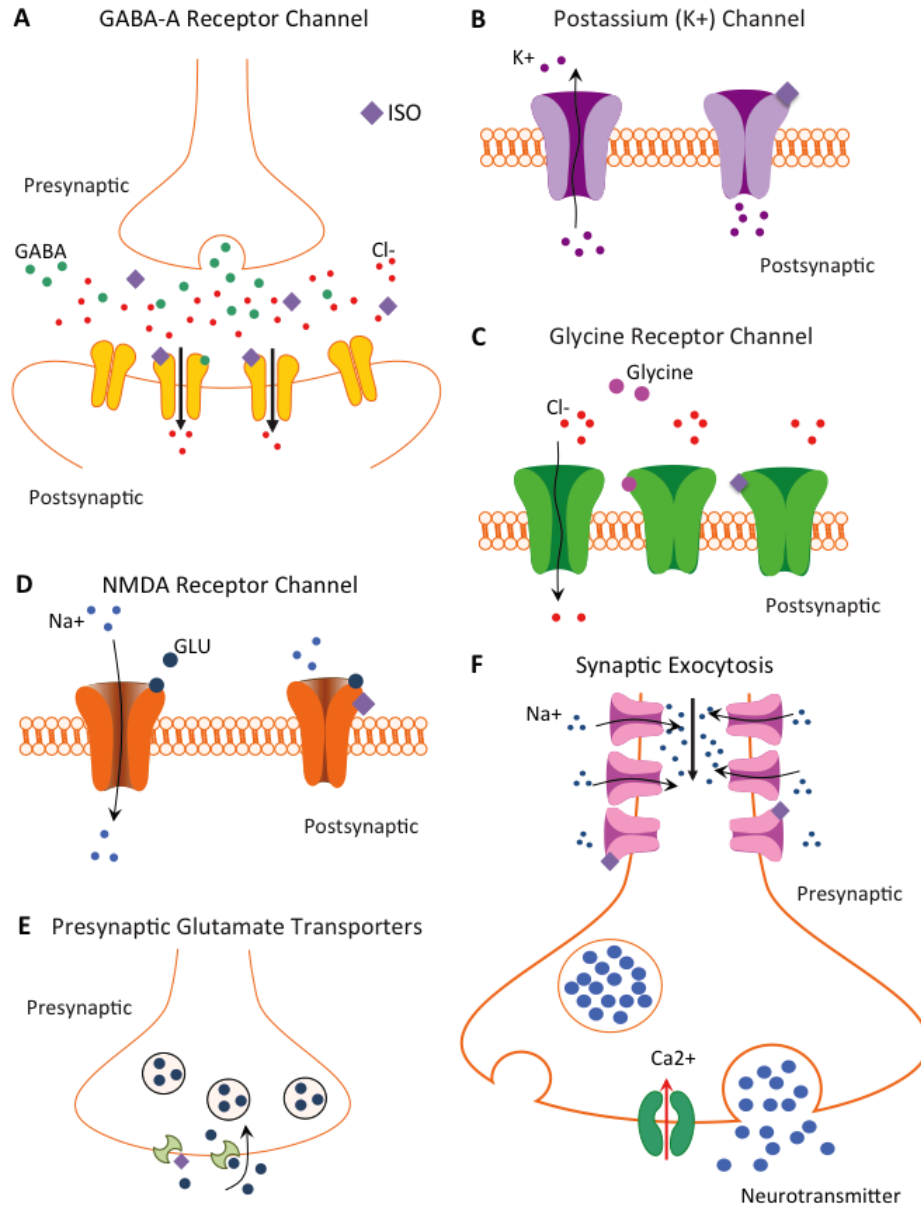 A GABA-A Receptor Channel
ISO
Presynaptic
GABA
Cl-
Postsynaptic
B Postassium (K+) Channel
K+
Postsynaptic
C Glycine Receptor Channel
Glycine
Cl-
Postsynaptic
D NMDA Receptor Channel
Na+
GLU
Postsynaptic
E Presynaptic Glutamate Transporters
Presynaptic
F Synaptic Exocytosis
Na+
Presynaptic
Ca2+
Neurotransmitter